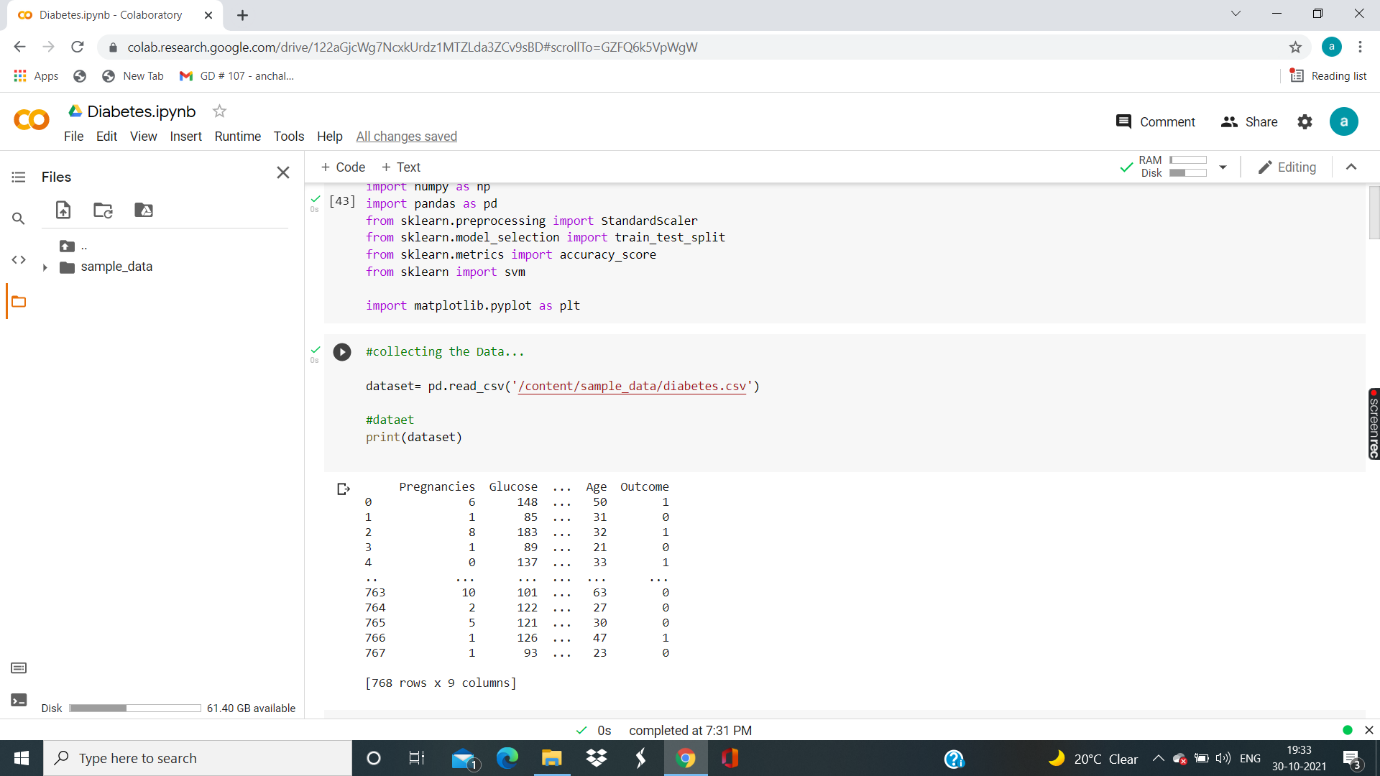 Diabetes.ipynb - Colaboratory
colab.research.google.com/drive/122aGjcWg7NcxkUrdz1MTZLda3ZCv9sBD#scrollTo=GZFQ6k5VpWgW
a
Apps
New Tab
GD # 107 - anchal...
Reading list
Diabetes.ipynb
File Edit View Insert Runtime Tools Help All changes saved
Comment
Share
a
Files
+ Code + Text
RAM
Disk
Editing
..
sample_data
import numpy as np
[43] import pandas as pd
0s
from sklearn.preprocessing import StandardScaler
from sklearn.model_selection import train_test_split
from sklearn.metrics import accuracy_score
from sklearn import svm
import matplotlib.pyplot as plt
#collecting the Data...
0s
dataset= pd.read_csv('/content/sample_data/diabetes.csv')
#dataet
print(dataset)
Pregnancies Glucose ... Age Outcome
0 6 148 ... 50 1
1 1 85 ... 31 0
2 8 183 ... 32 1
3 1 89 ... 21 0
4 0 137 ... 33 1
.. ... ... ... ... ...
763 10 101 ... 63 0
764 2 122 ... 27 0
765 5 121 ... 30 0
766 1 126 ... 47 1
767 1 93 ... 23 0
[768 rows x 9 columns]
screenrec
Disk 61.40 GB available
0s completed at 7:31 PM
Type here to search
1
20°C Clear
ENG
19:33
30-10-2021
3